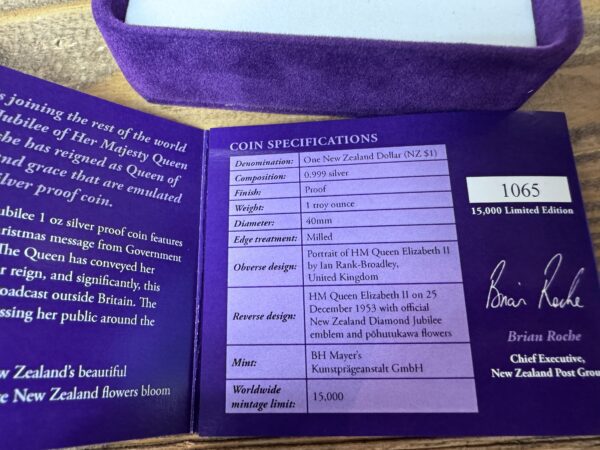 s joining the rest of the world
Jubilee of Her Majesty Queen
she has reigned as Queen of
and grace that are emulated
silver proof coin.
ubilee 1 oz silver proof coin features
ristmas message from Government
The Queen has conveyed her
r reign, and significantly, this
oadcast outside Britain. The
ssing her public around the
w Zealand's beautiful
e New Zealand flowers bloom
COIN SPECIFICATIONS
Denomination: One New Zealand Dollar (NZ $1)
Composition: 0.999 silver
Finish: Proof
Weight: 1 troy ounce
Diameter: 40mm
Edge treatment: Milled
Obverse design: Portrait of HM Queen Elizabeth II
by Ian Rank-Broadley,
United Kingdom
Reverse design: HM Queen Elizabeth II on 25
December 1953 with official
New Zealand Diamond Jubilee
emblem and pōhutukawa flowers
Mint: BH Mayer's
Kunstprägeanstalt GmbH
Worldwide
mintage limit: 15,000
1065
15,000 Limited Edition
Brian Roche
Brian Roche
Chief Executive,
New Zealand Post Grou